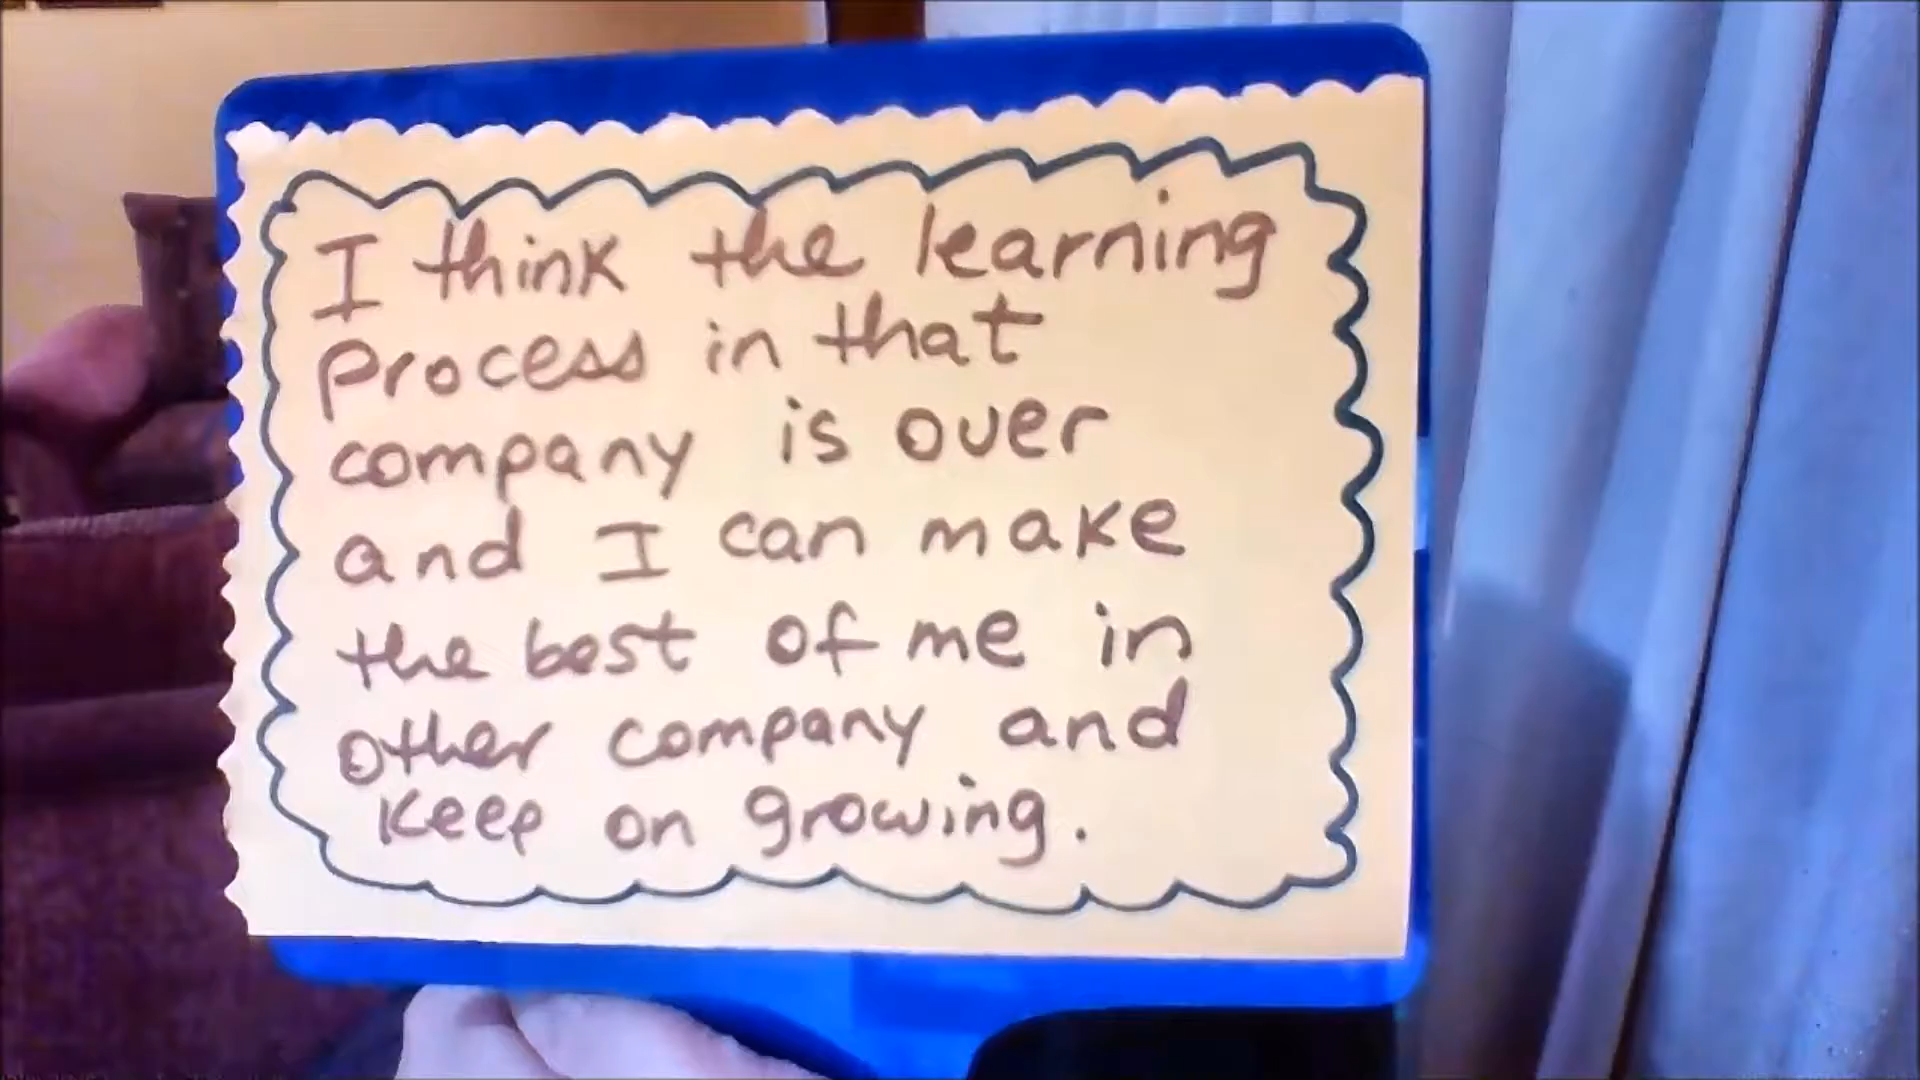 I think the learning
process in that
company is over
and I can make
the best of me in
other company and
keep on growing.